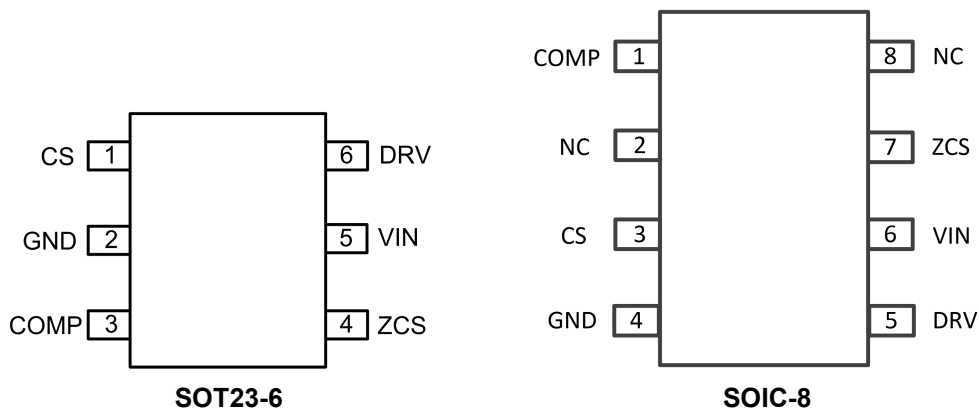 CS 1
6 DRV
GND 2
5 VIN
COMP 3
4 ZCS
SOT23-6
COMP 1
8 NC
NC 2
7 ZCS
CS 3
6 VIN
GND 4
5 DRV
SOIC-8